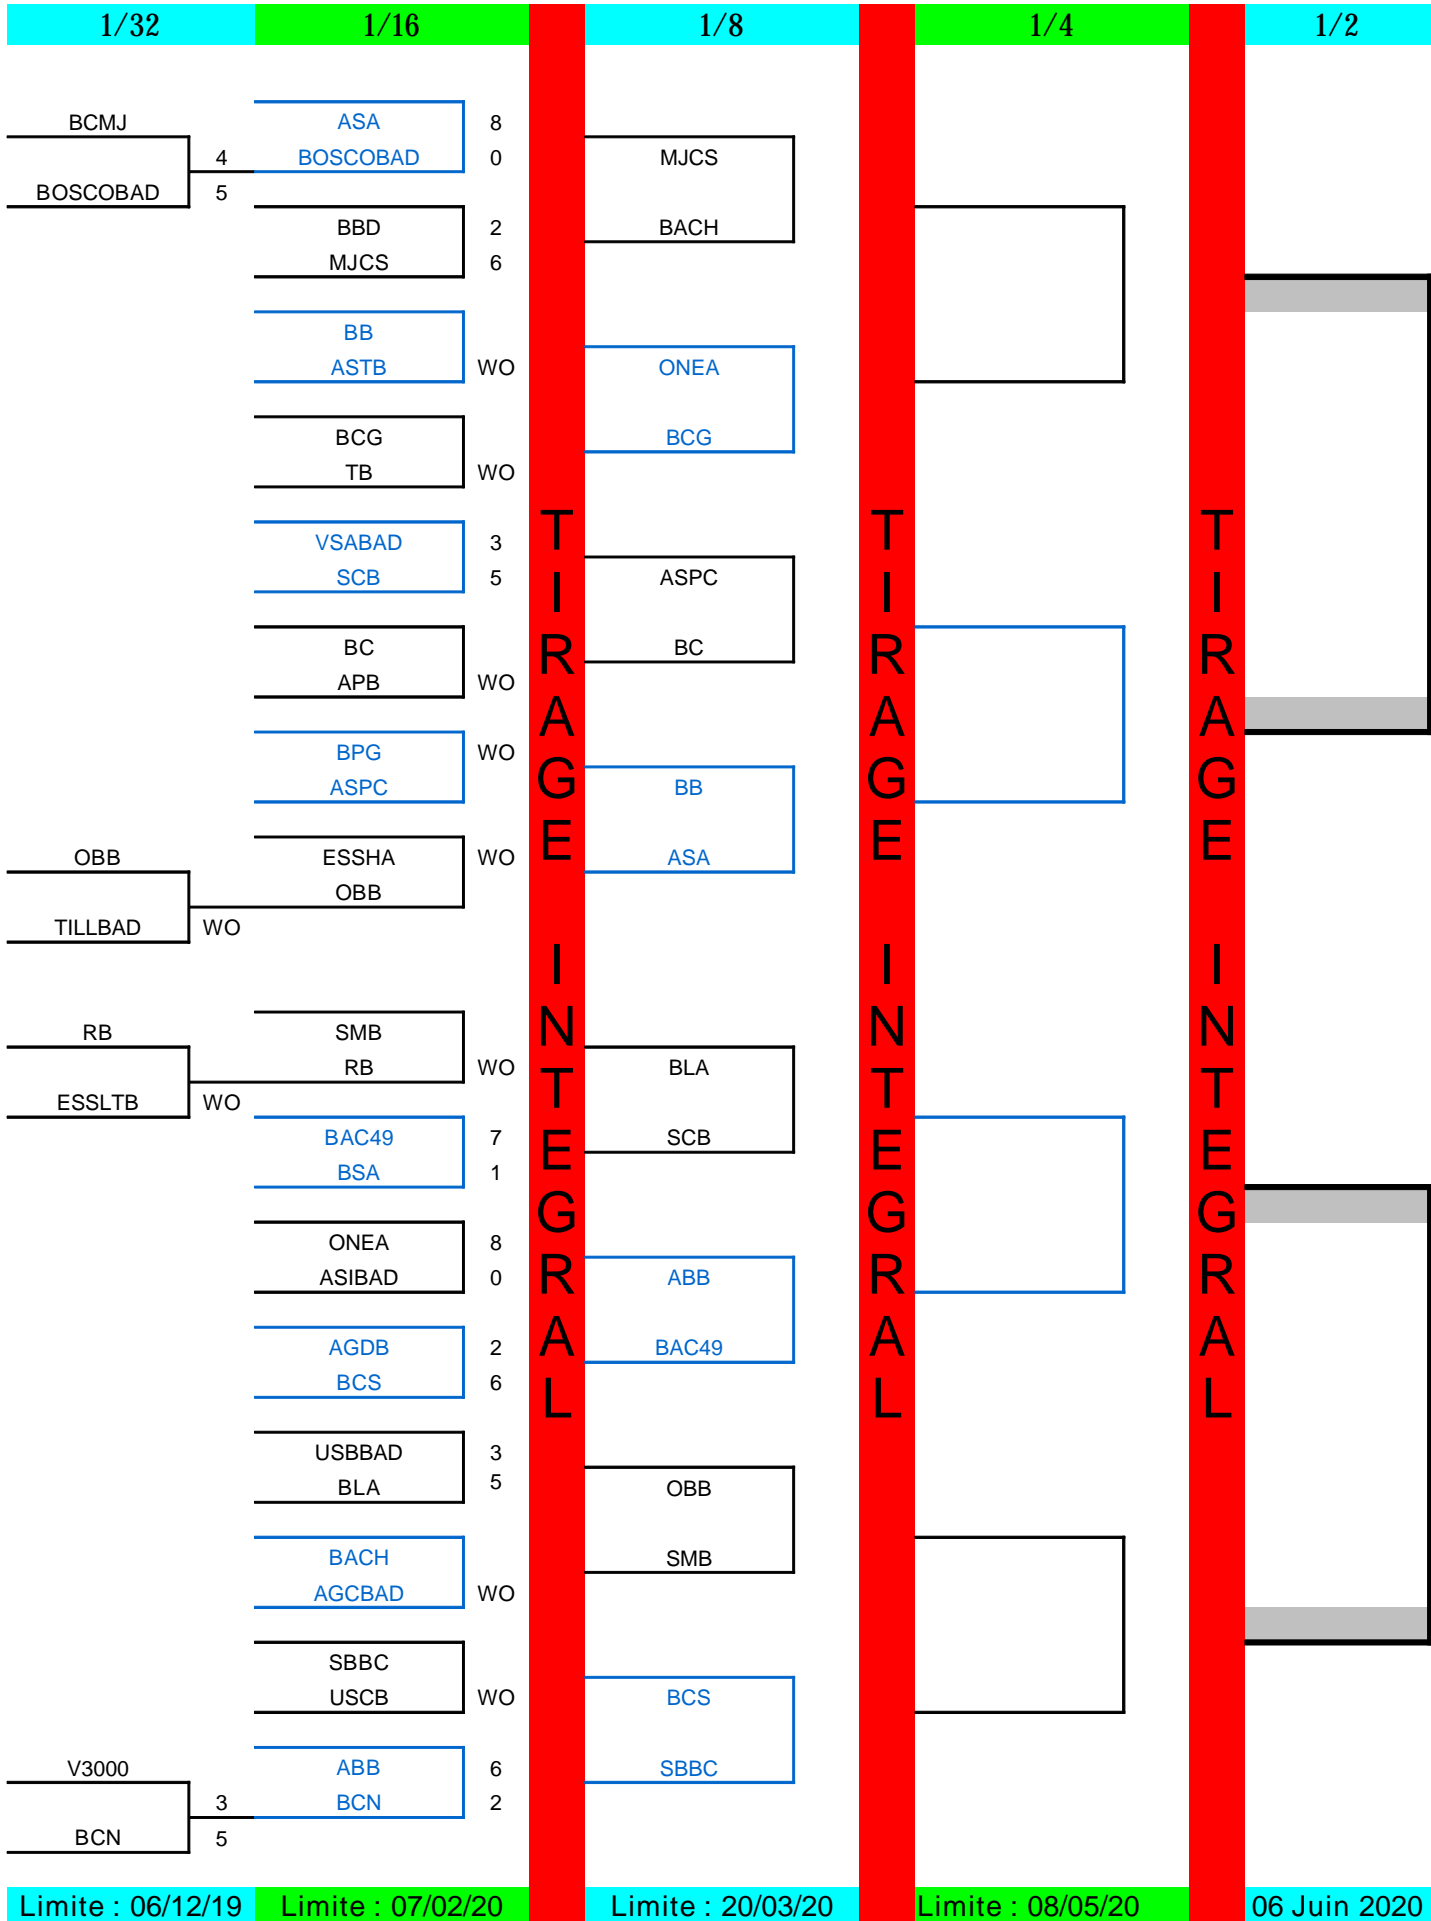 1/32
1/16
1/8
1/4
1/2
BCMJ
4
BOSCOBAD
5
OBB
TILLBAD
WO
RB
ESSLTB
WO
V3000
3
BCN
5
ASA
8
BOSCOBAD
0
BBD
2
MJCS
6
BB
ASTB
WO
BCG
TB
WO
VSABAD
3
SCB
5
BC
APB
WO
BPG
WO
ASPC
ESSHA
WO
OBB
SMB
RB
WO
BAC49
7
BSA
1
ONEA
8
ASIBAD
0
AGDB
2
BCS
6
USBBAD
3
BLA
5
BACH
AGCBAD
WO
SBBC
USCB
WO
ABB
6
BCN
2
TIRAGE INTEGRAL
MJCS
BACH
ONEA
BCG
ASPC
BC
BB
ASA
BLA
SCB
ABB
BAC49
OBB
SMB
BCS
SBBC
TIRAGE INTEGRAL
TIRAGE INTEGRAL
Limite : 06/12/19
Limite : 07/02/20
Limite : 20/03/20
Limite : 08/05/20
06 Juin 2020